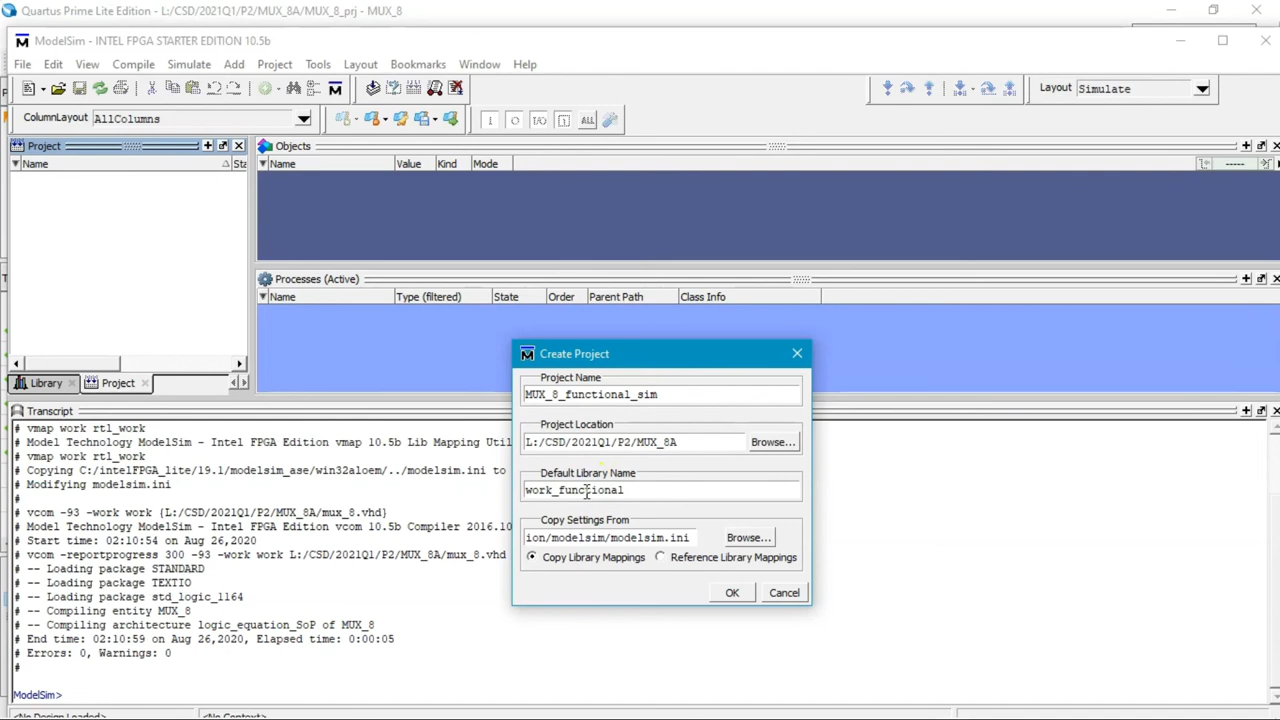 Quartus Prime Lite Edition - L:/CSD/2021Q1/P2/MUX_8A/MUX_8_prj - MUX_8
ModelSim - INTEL FPGA STARTER EDITION 10.5b
File Edit View Compile Simulate Add Project Tools Layout Bookmarks Window Help
Layout Simulate
ColumnLayout AllColumns
Project
Name Sta
Objects
Name Value Kind Mode
Processes (Active)
Name Type (filtered) State Order Parent Path Class Info
Library Project
Create Project
Project Name
MUX_8_functional_sim
Project Location
L:/CSD/2021Q1/P2/MUX_8A Browse...
Default Library Name
work_functional
Copy Settings From
ion/modelsim/modelsim.ini Browse...
Copy Library Mappings Reference Library Mappings
OK Cancel
Transcript
# vmap work rtl_work
# Model Technology ModelSim - Intel FPGA Edition vmap 10.5b Lib Mapping Util
# vmap work rtl_work
# Copying C:/intelFPGA_lite/19.1/modelsim_ase/win32aloem/../modelsim.ini to
# Modifying modelsim.ini
#
# vcom -93 -work work {L:/CSD/2021Q1/P2/MUX_8A/mux_8.vhd}
# Model Technology ModelSim - Intel FPGA Edition vcom 10.5b Compiler 2016.10
# Start time: 02:10:54 on Aug 26,2020
# vcom -reportprogress 300 -93 -work work L:/CSD/2021Q1/P2/MUX_8A/mux_8.vhd
# -- Loading package STANDARD
# -- Loading package TEXTIO
# -- Loading package std_logic_1164
# -- Compiling entity MUX_8
# -- Compiling architecture logic_equation_SoP of MUX_8
# End time: 02:10:59 on Aug 26,2020, Elapsed time: 0:00:05
# Errors: 0, Warnings: 0
#
ModelSim>
<No Design Loaded> <No Context>